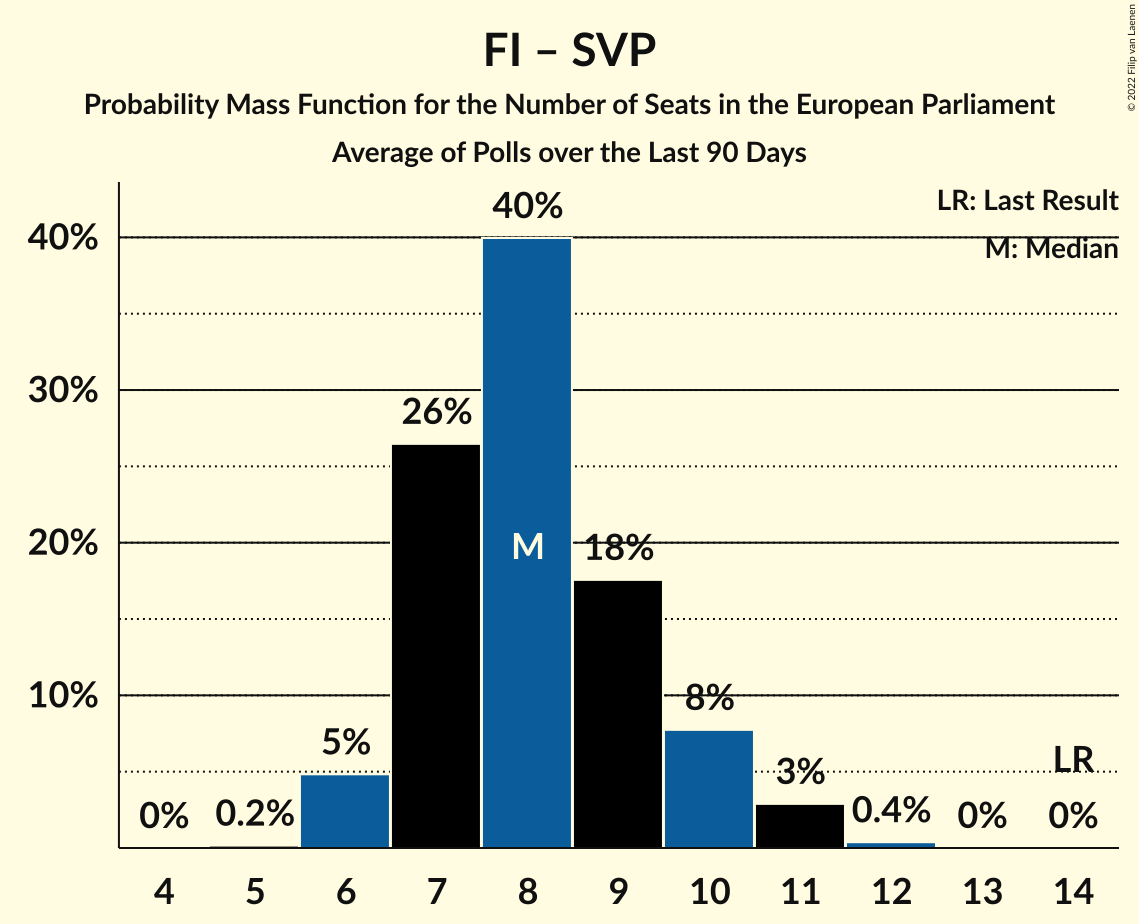 FI – SVP
Probability Mass Function for the Number of Seats in the European Parliament
Average of Polls over the Last 90 Days
© 2022 Filip van Laenen
LR: Last Result
M: Median
40%
30%
20%
10%
0%
0.2%
5%
26%
40%
M
18%
8%
3%
0.4%
0%
LR
0%
4 5 6 7 8 9 10 11 12 13 14